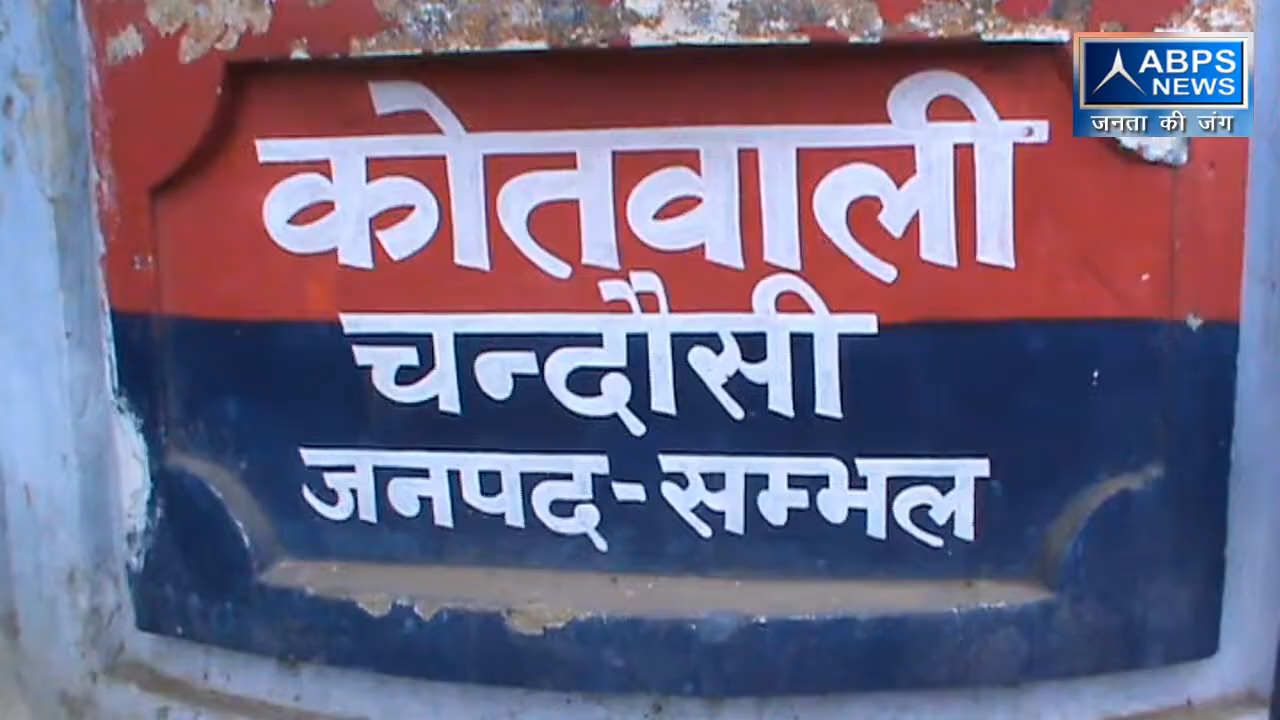 ABPS
NEWS
जनता की जंग
कोतवाली
चन्दौसी
जनपद-सम्भल